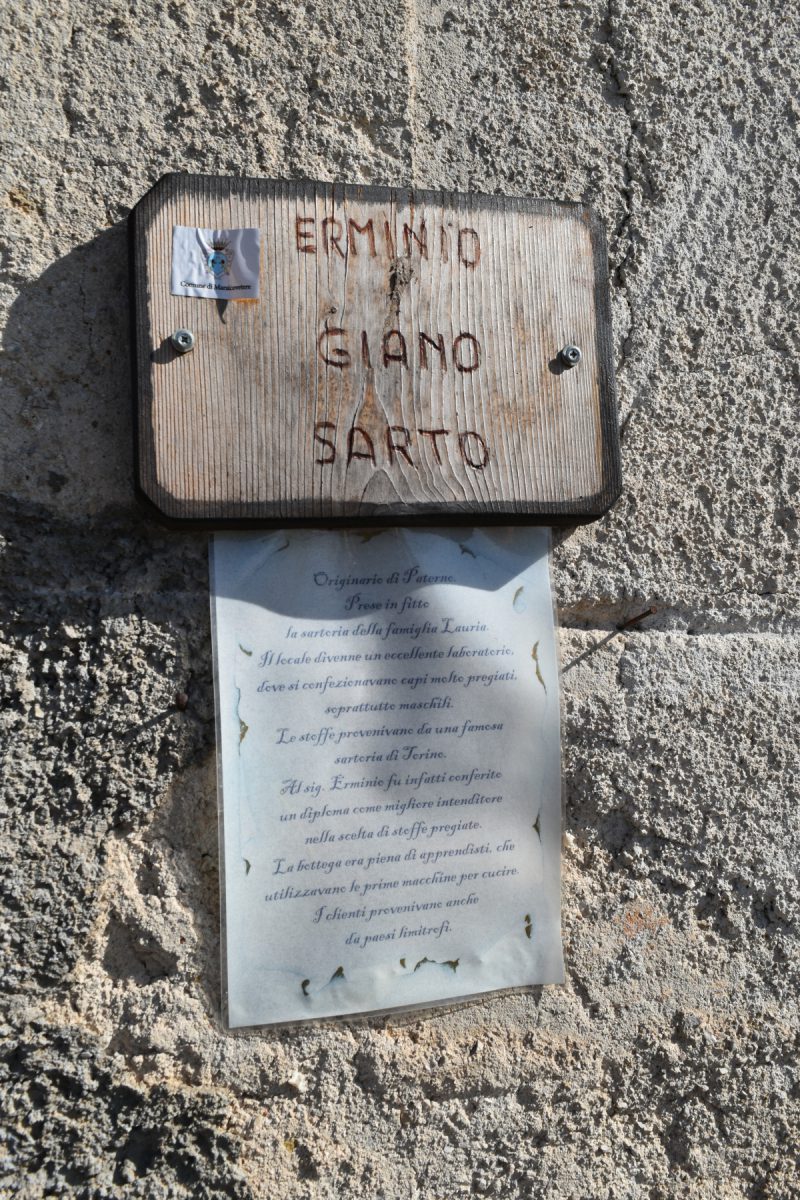 Comune di Marsicovetere
ERMINIO
GIANO
SARTO
Originario di Paterno.
Prese in fitto
la sartoria della famiglia Lauria.
Il locale divenne un eccellente laboratorio,
dove si confezionavano capi molto pregiati,
soprattutto maschili.
Le stoffe provenivano da una famosa
sartoria di Torino.
Al sig. Erminio fu infatti conferito
un diploma come migliore intenditore
nella scelta di stoffe pregiate.
La bottega era piena di apprendisti, che
utilizzavano le prime macchine per cucire.
I clienti provenivano anche
da paesi limitrofi.